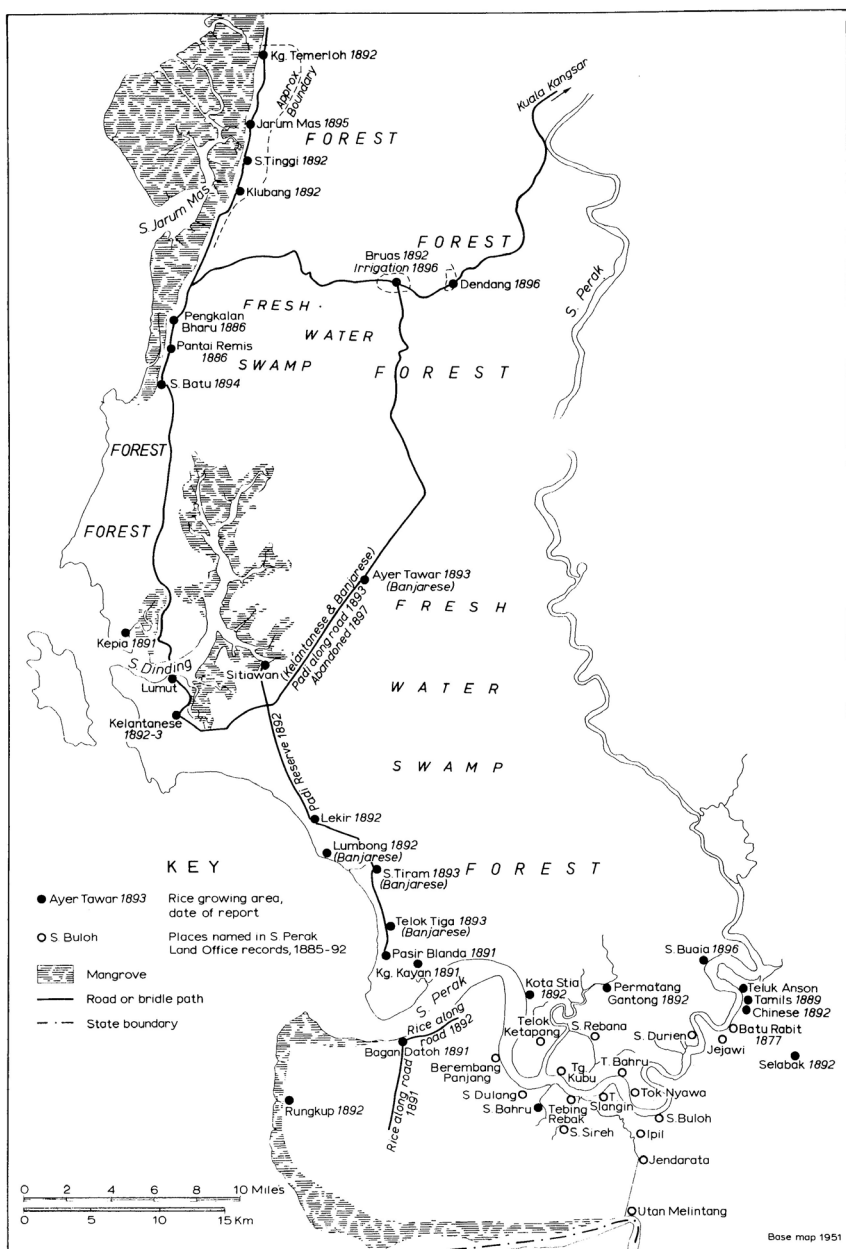 Kg. Temerloh 1892
Approx.
Boundary
Jarum Mas 1895
FOREST
S.Tinggi 1892
Klubang 1892
S. Jarum Mas
Kuala Kangsar
FOREST
Bruas 1892
Irrigation 1896
Dendang 1896
S. Perak
FRESH
WATER
SWAMP
FOREST
Pengkalan
Bharu 1886
Pantai Remis
1886
S. Batu 1894
FOREST
FOREST
Ayer Tawar 1893
(Banjarese)
(Kelantanese & Banjarese)
Padi along road 1893
Abandoned 1897
FRESH
WATER
SWAMP
FOREST
Kepia 1891
S. Dinding
Lumut
Sitiawan
Kelantanese
1892-3
Padi Reserve 1892
Lekir 1892
Lumbong 1892
(Banjarese)
S. Tiram 1893
(Banjarese)
Telok Tiga 1893
(Banjarese)
Pasir Blanda 1891
Kg. Kayan 1891
S. Perak
Rice along
road 1892
Bagan Datoh 1891
Rice along road
1891
Rungkup 1892
Kota Stia
1892
Permatang
Gantong 1892
S. Buaia 1896
Teluk Anson
Tamils 1889
Chinese 1892
Batu Rabit
1877
Jejawi
Selabak 1892
S. Durien
S. Rebana
Telok
Ketapang
Berembang
Panjang
Tg.
Kubu
T. Bahru
Tok Nyawa
T.
Slangin
S. Dulang
S. Bahru
Tebing
Rebak
S. Sireh
S. Buloh
Ipil
Jendarata
Utan Melintang
KEY
Ayer Tawar 1893
Rice growing area,
date of report
S. Buloh
Places named in S. Perak
Land Office records, 1885-92
Mangrove
Road or bridle path
State boundary
0 2 4 6 8 10 Miles
0 5 10 15 Km
Base map 1951